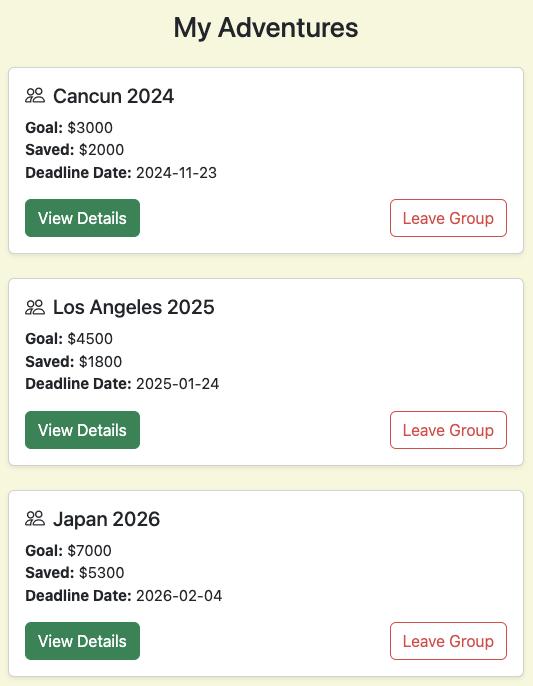 My Adventures
Cancun 2024
Goal: $3000
Saved: $2000
Deadline Date: 2024-11-23
View Details
Leave Group
Los Angeles 2025
Goal: $4500
Saved: $1800
Deadline Date: 2025-01-24
View Details
Leave Group
Japan 2026
Goal: $7000
Saved: $5300
Deadline Date: 2026-02-04
View Details
Leave Group